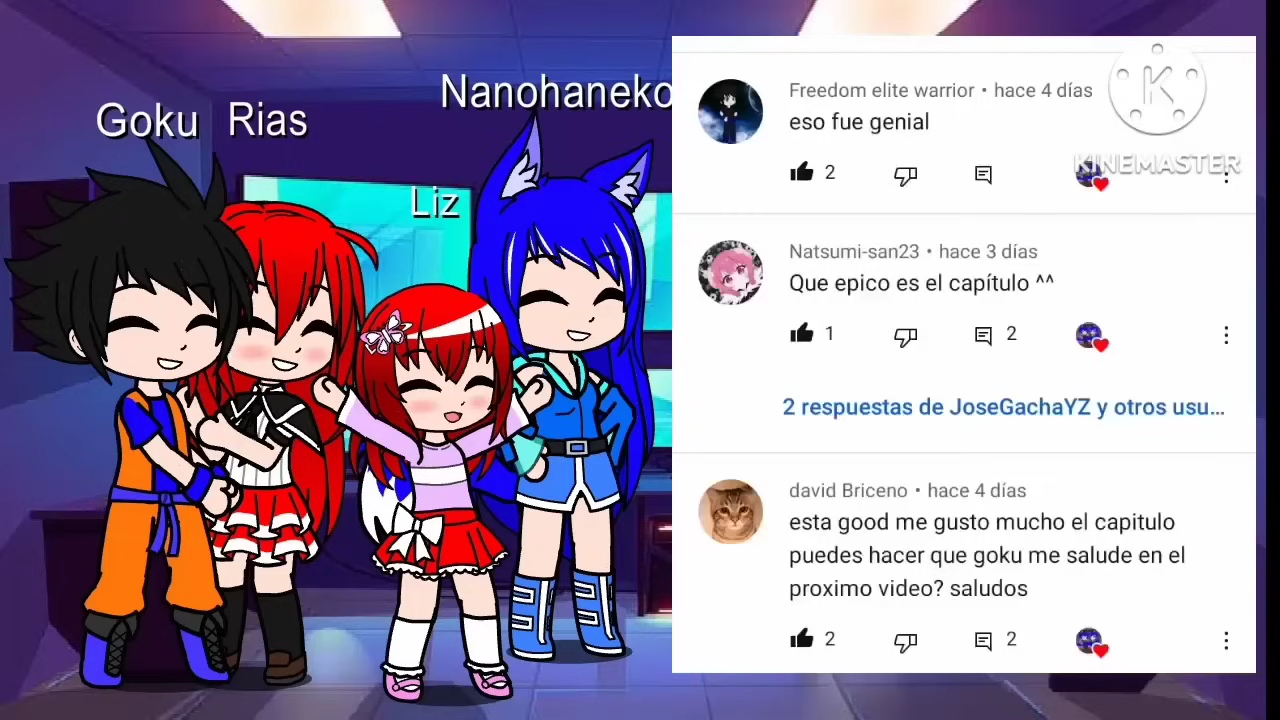 Goku
Rias
Nanohaneko
Liz
Freedom elite warrior • hace 4 días
eso fue genial
2
K
KINEMASTER
Natsumi-san23 • hace 3 días
Que epico es el capítulo ^^
1
2
2 respuestas de JoseGachaYZ y otros usu...
david Briceno • hace 4 días
esta good me gusto mucho el capitulo
puedes hacer que goku me salude en el
proximo video? saludos
2
2